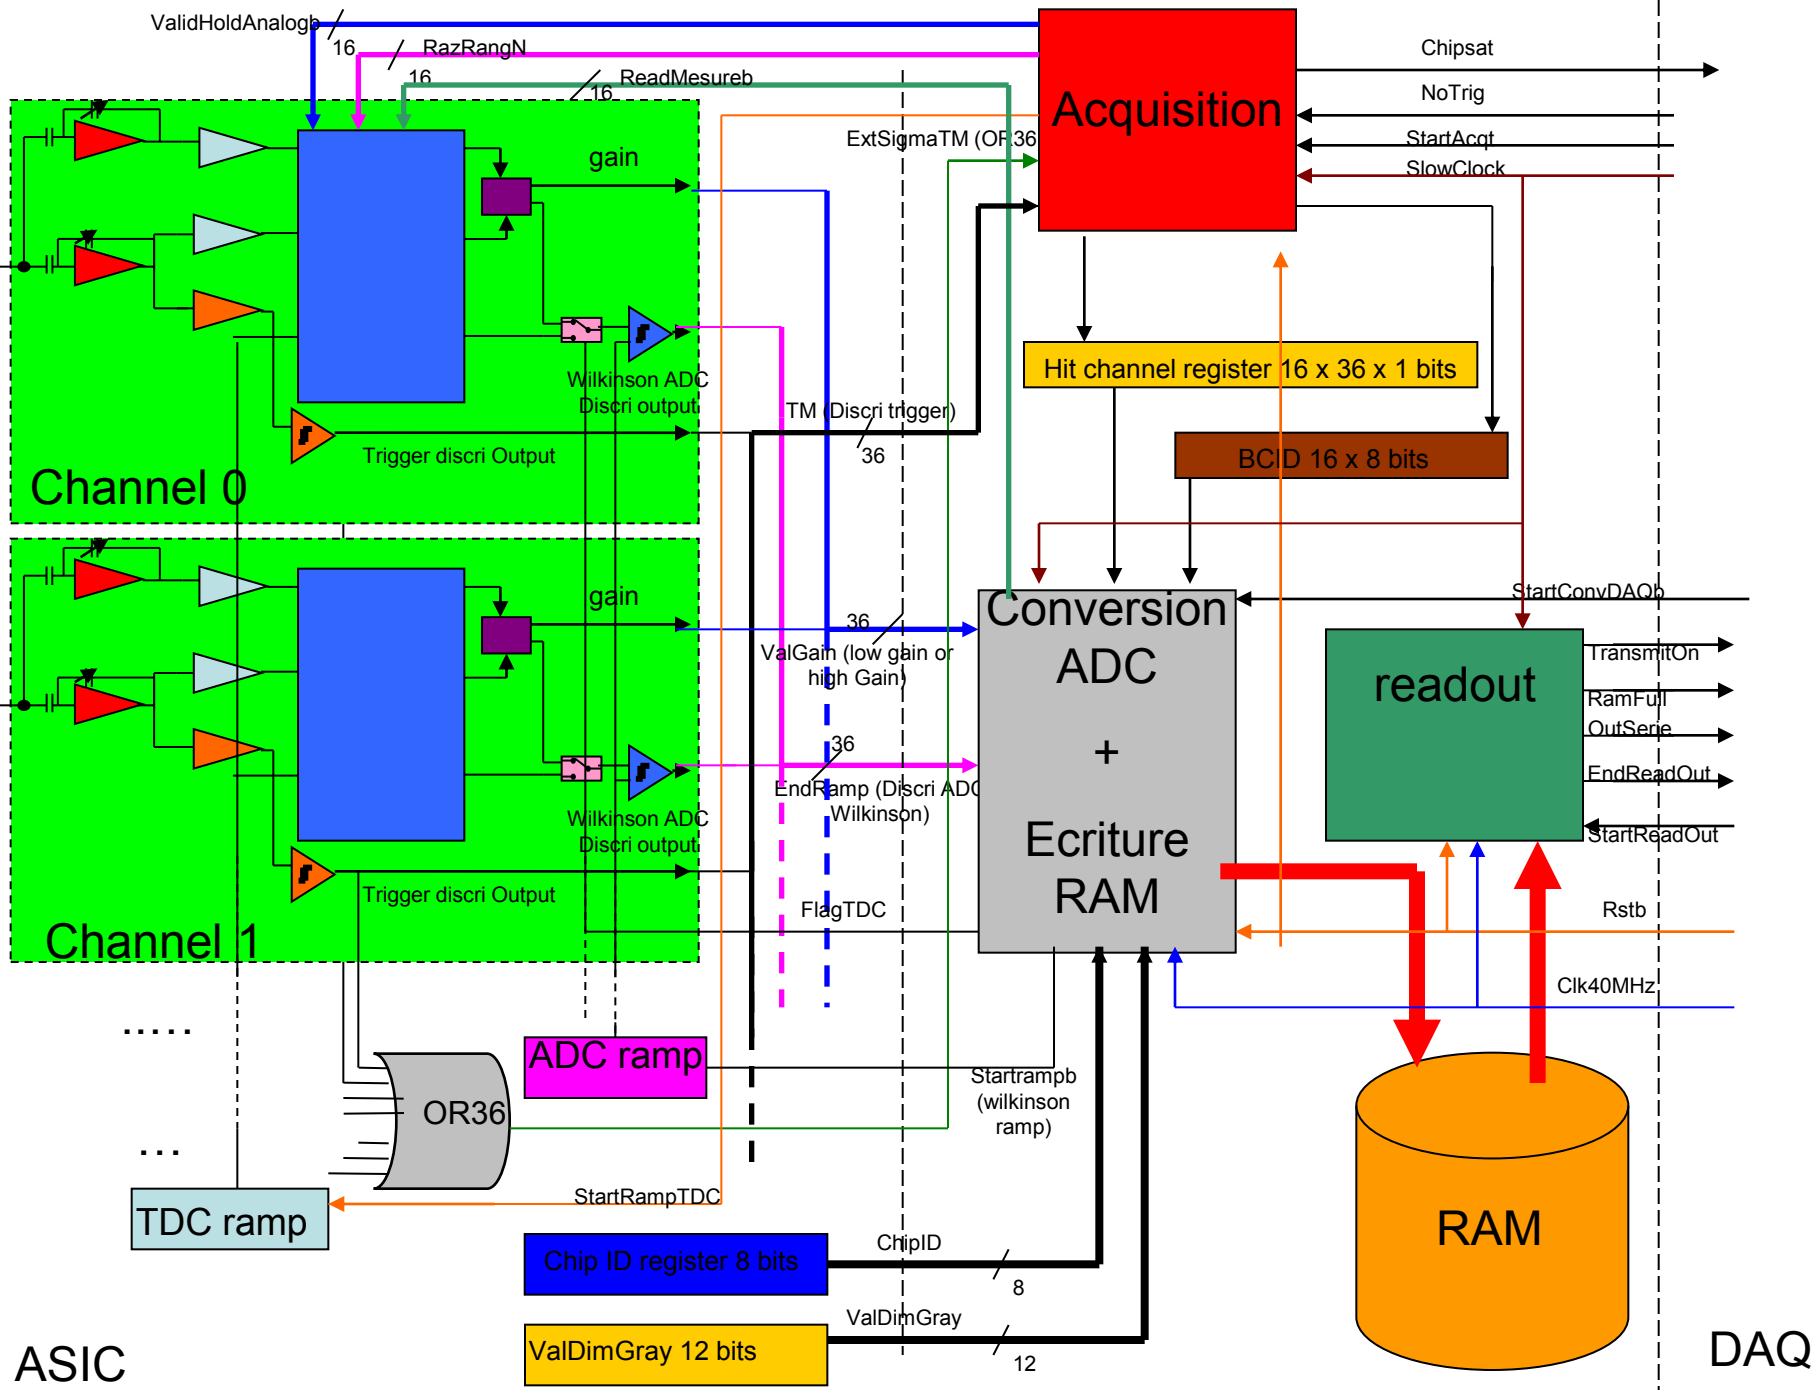 ValidHoldAnalogb
16
RazRangN
16
ReadMesureb
16
Acquisition
Chipsat
NoTrig
StartAcqt
SlowClock
ExtSigmaTM (OR36
gain
Hit channel register 16 x 36 x 1 bits
Wilkinson ADC
Discri output
TM (Discri trigger)
36
BCID 16 x 8 bits
Trigger discri Output
Channel 0
gain
Conversion
ADC
+
Ecriture
RAM
StartConvDAQb
36
ValGain (low gain or
high Gain)
readout
TransmitOn
RamFull
OutSerie
EndReadOut
StartReadOut
36
EndRamp (Discri ADC
Wilkinson)
Wilkinson ADC
Discri output
Trigger discri Output
Channel 1
FlagTDC
Rstb
Clk40MHz
.....
ADC ramp
Startrampb
(wilkinson
ramp)
OR36
...
StartRampTDC
TDC ramp
RAM
Chip ID register 8 bits
ChipID
8
ValDimGray 12 bits
ValDimGray
12
ASIC
DAQ